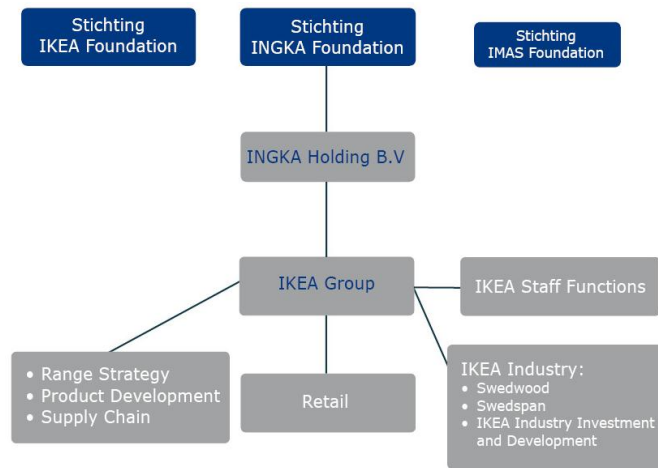 Stichting
IKEA Foundation
Stichting
INGKA Foundation
Stichting
IMAS Foundation
INGKA Holding B.V
IKEA Group
IKEA Staff Functions
• Range Strategy
• Product Development
• Supply Chain
Retail
IKEA Industry:
• Swedwood
• Swedspan
• IKEA Industry Investment
and Development